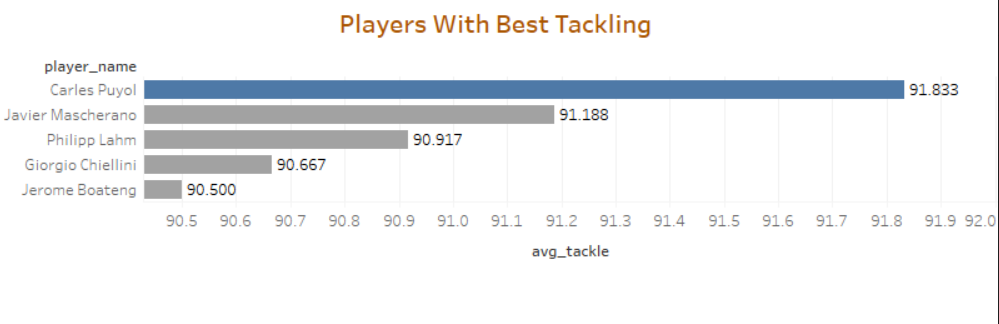 Players With Best Tackling
player_name
Carles Puyol 91.833
Javier Mascherano 91.188
Philipp Lahm 90.917
Giorgio Chiellini 90.667
Jerome Boateng 90.500
90.5 90.6 90.7 90.8 90.9 91.0 91.1 91.2 91.3 91.4 91.5 91.6 91.7 91.8 91.9 92.0
avg_tackle